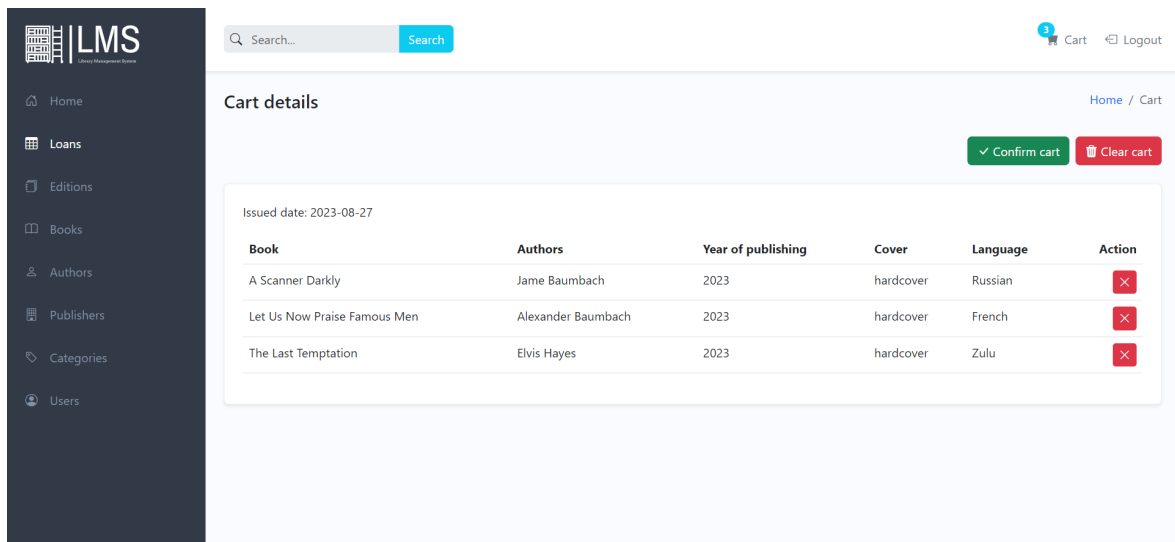 LMS
Library Management System
Search...
Search
3
Cart
Logout
Home
Loans
Editions
Books
Authors
Publishers
Categories
Users
Cart details
Home / Cart
Confirm cart
Clear cart
Issued date: 2023-08-27
Book Authors Year of publishing Cover Language Action
A Scanner Darkly Jame Baumbach 2023 hardcover Russian
Let Us Now Praise Famous Men Alexander Baumbach 2023 hardcover French
The Last Temptation Elvis Hayes 2023 hardcover Zulu